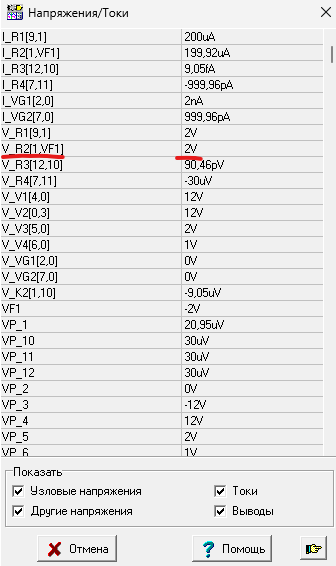 Напряжения/Токи
I_R1[9,1] 200uA
I_R2[1,VF1] 199,92uA
I_R3[12,10] 9,05fA
I_R4[7,11] -999,96pA
I_VG1[2,0] 2nA
I_VG2[7,0] 999,96pA
V_R1[9,1] 2V
V_R2[1,VF1] 2V
V_R3[12,10] 90,46pV
V_R4[7,11] -30uV
V_V1[4,0] 12V
V_V2[0,3] 12V
V_V3[5,0] 2V
V_V4[6,0] 1V
V_VG1[2,0] 0V
V_VG2[7,0] 0V
V_K2[1,10] -9,05uV
VF1 -2V
VP_1 20,95uV
VP_10 30uV
VP_11 30uV
VP_12 30uV
VP_2 0V
VP_3 -12V
VP_4 12V
VP_5 2V
VP_6 1V
Показать
Узловые напряжения Токи
Другие напряжения Выводы
Отмена Помощь